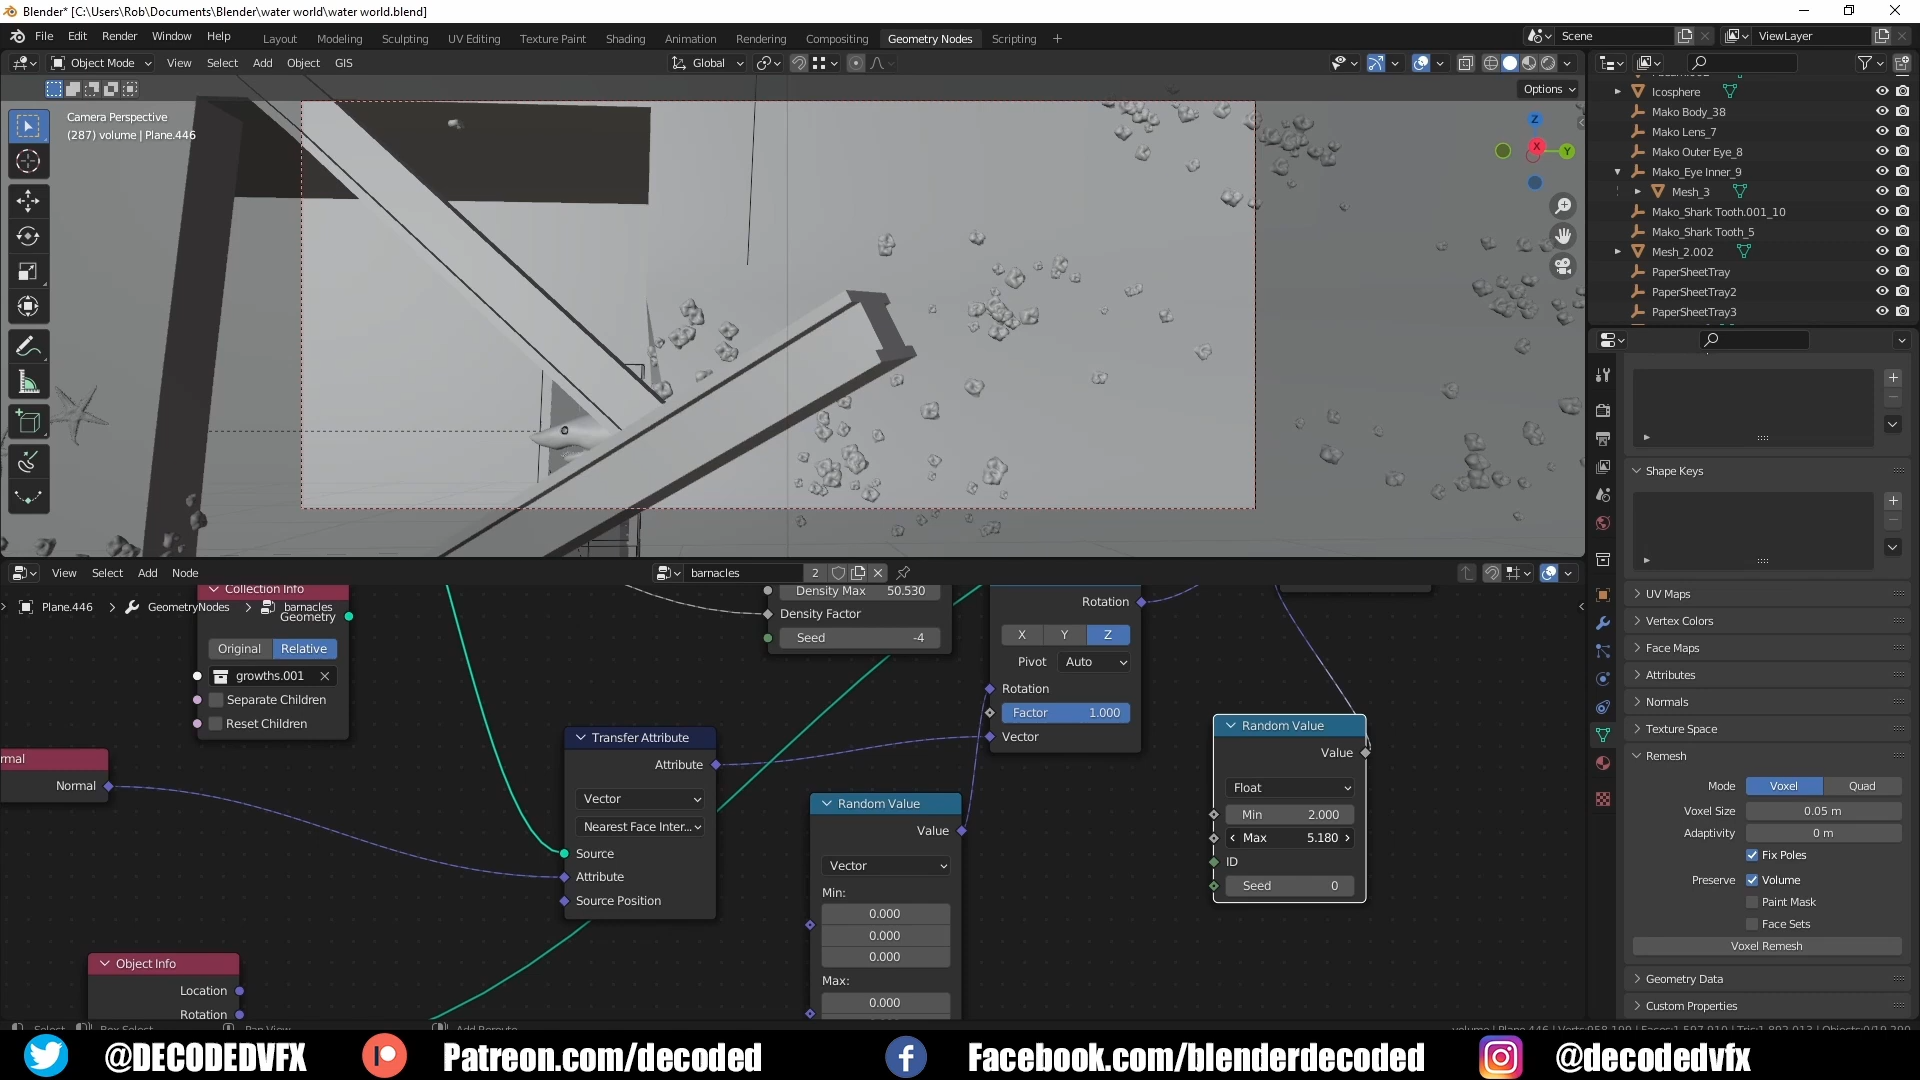 Blender* [C:\Users\Rob\Documents\Blender\water world\water world.blend]
File Edit Render Window Help
Layout Modeling Sculpting UV Editing Texture Paint Shading Animation Rendering Compositing Geometry Nodes Scripting +
Scene
ViewLayer
Object Mode View Select Add Object GIS
Global
Options
Camera Perspective
(287) volume | Plane.446
Z
X
Y
Icosphere
Mako Body_38
Mako Lens_7
Mako Outer Eye_8
Mako_Eye Inner_9
Mesh_3
Mako_Shark Tooth.001_10
Mako_Shark Tooth_5
Mesh_2.002
PaperSheetTray
PaperSheetTray2
PaperSheetTray3
Shape Keys
UV Maps
Vertex Colors
Face Maps
Attributes
Normals
Texture Space
Remesh
Mode Voxel Quad
Voxel Size 0.05 m
Adaptivity 0 m
Fix Poles
Preserve Volume
Paint Mask
Face Sets
Voxel Remesh
Geometry Data
Custom Properties
View Select Add Node
barnacles 2
Plane.446 > GeometryNodes > barnacles
Collection Info
Geometry
Original Relative
growths.001
Separate Children
Reset Children
rmal
Normal
Transfer Attribute
Attribute
Vector
Nearest Face Inter...
Source
Attribute
Source Position
Object Info
Location
Rotation
Density Max 50.530
Density Factor
Seed -4
Random Value
Value
Vector
Min:
0.000
0.000
0.000
Max:
0.000
Rotation
X Y Z
Pivot Auto
Rotation
Factor 1.000
Vector
Random Value
Value
Float
Min 2.000
Max 5.180
ID
Seed 0
Select Box Select Pan View Add Reroute
@DECODEDVFX
Patreon.com/decoded
Facebook.com/blenderdecoded
@decodedvfx